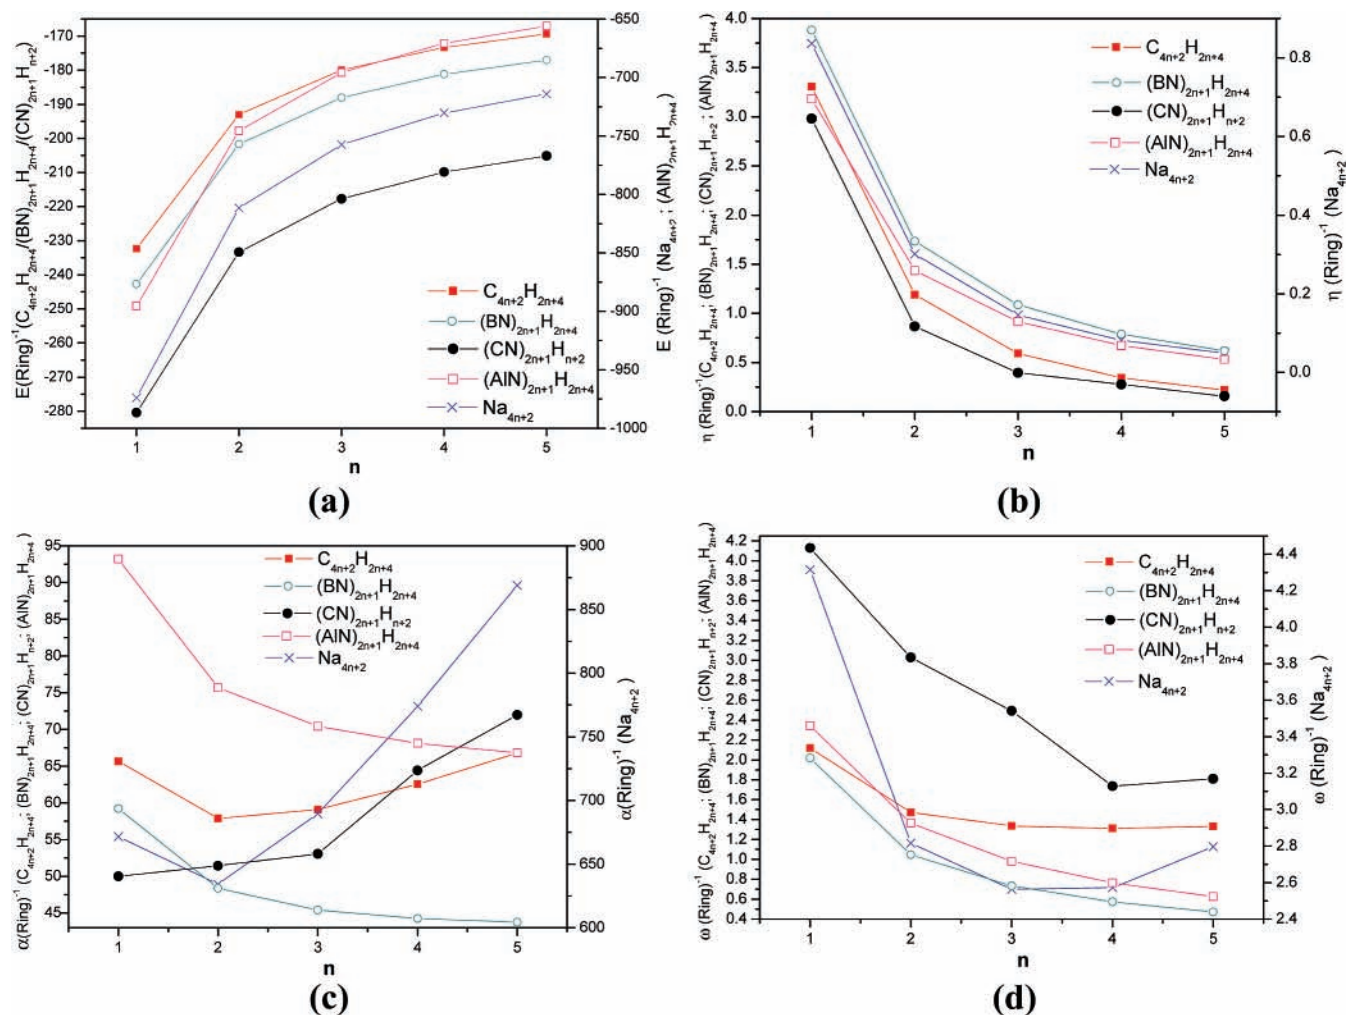 E(Ring)⁻¹(C₄ₙ₊₂H₂ₙ₊₄/(BN)₂ₙ₊₁H₂ₙ₊₄/(CN)₂ₙ₊₁Hₙ₊₂)
-170
-180
-190
-200
-210
-220
-230
-240
-250
-260
-270
-280
C₄ₙ₊₂H₂ₙ₊₄
(BN)₂ₙ₊₁H₂ₙ₊₄
(CN)₂ₙ₊₁Hₙ₊₂
(AlN)₂ₙ₊₁H₂ₙ₊₄
Na₄ₙ₊₂
-650
-700
-750
-800
-850
-900
-950
-1000
E (Ring)⁻¹ (Na₄ₙ₊₂ ; (AlN)₂ₙ₊₁H₂ₙ₊₄)
1 2 3 4 5
n
(a)
η (Ring)⁻¹(C₄ₙ₊₂H₂ₙ₊₄; (BN)₂ₙ₊₁H₂ₙ₊₄; (CN)₂ₙ₊₁Hₙ₊₂ ; (AlN)₂ₙ₊₁H₂ₙ₊₄)
4.0
3.5
3.0
2.5
2.0
1.5
1.0
0.5
0.0
C₄ₙ₊₂H₂ₙ₊₄
(BN)₂ₙ₊₁H₂ₙ₊₄
(CN)₂ₙ₊₁Hₙ₊₂
(AlN)₂ₙ₊₁H₂ₙ₊₄
Na₄ₙ₊₂
0.8
0.6
0.4
0.2
0.0
η (Ring)⁻¹ (Na₄ₙ₊₂)
1 2 3 4 5
n
(b)
α(Ring)⁻¹ (C₄ₙ₊₂H₂ₙ₊₄; (BN)₂ₙ₊₁H₂ₙ₊₄; (CN)₂ₙ₊₁Hₙ₊₂; (AlN)₂ₙ₊₁H₂ₙ₊₄)
95
90
85
80
75
70
65
60
55
50
45
C₄ₙ₊₂H₂ₙ₊₄
(BN)₂ₙ₊₁H₂ₙ₊₄
(CN)₂ₙ₊₁Hₙ₊₂
(AlN)₂ₙ₊₁H₂ₙ₊₄
Na₄ₙ₊₂
900
850
800
750
700
650
600
α(Ring)⁻¹ (Na₄ₙ₊₂)
1 2 3 4 5
n
(c)
ω (Ring)⁻¹ (C₄ₙ₊₂H₂ₙ₊₄; (BN)₂ₙ₊₁H₂ₙ₊₄; (CN)₂ₙ₊₁Hₙ₊₂; (AlN)₂ₙ₊₁H₂ₙ₊₄)
4.2
4.0
3.8
3.6
3.4
3.2
3.0
2.8
2.6
2.4
2.2
2.0
1.8
1.6
1.4
1.2
1.0
0.8
0.6
0.4
C₄ₙ₊₂H₂ₙ₊₄
(BN)₂ₙ₊₁H₂ₙ₊₄
(CN)₂ₙ₊₁Hₙ₊₂
(AlN)₂ₙ₊₁H₂ₙ₊₄
Na₄ₙ₊₂
4.4
4.2
4.0
3.8
3.6
3.4
3.2
3.0
2.8
2.6
2.4
ω (Ring)⁻¹ (Na₄ₙ₊₂)
1 2 3 4 5
n
(d)